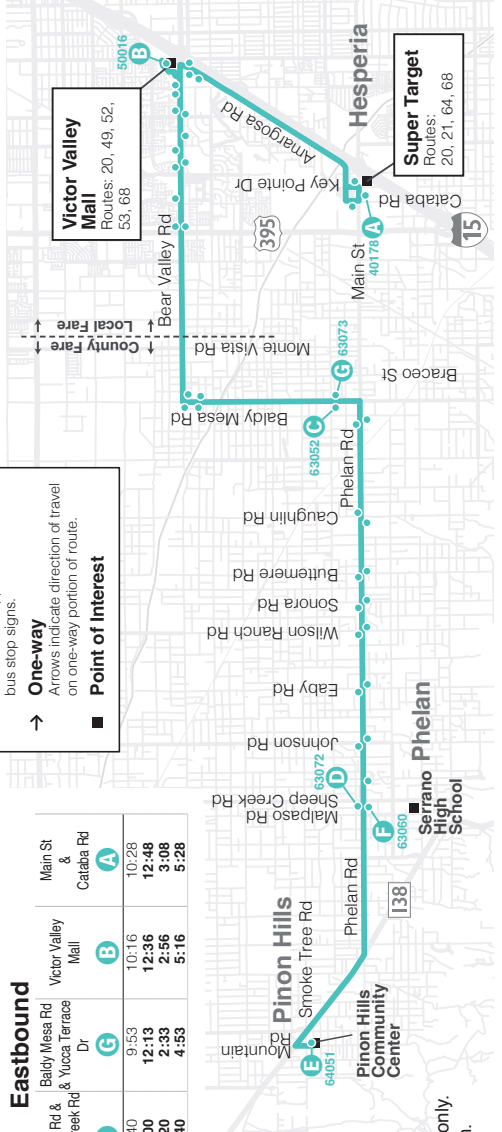 bus stop signs.
→ One-way
Arrows indicate direction of travel
on one-way portion of route.
■ Point of Interest
Eastbound
Rd &
eek Rd
Baldy Mesa Rd
& Yucca Terrace
Dr
Victor Valley
Mall
Main St
&
Cataba Rd
G
B
A
40 9:53 10:16 10:28
00 12:13 12:36 12:48
20 2:33 2:56 3:08
40 4:53 5:16 5:28
only.
Victor Valley
Mall
Routes: 20, 49, 52,
53, 68
B
50016
Bear Valley Rd
Amargosa Rd
Hesperia
Super Target
Routes:
20, 21, 64, 68
Key Pointe Dr
Cataba Rd
Main St
40178 A
395
15
County Fare
Local Fare
Monte Vista Rd
Baldy Mesa Rd
Braceo St
G 63073
63052 C
Phelan Rd
Caughlin Rd
Buttemere Rd
Sonora Rd
Wilson Ranch Rd
Eaby Rd
Johnson Rd
Malpaso Rd
Sheep Creek Rd
D
63072
F
63060
Phelan
Serrano
High
School
Phelan Rd
138
Pinon Hills
Smoke Tree Rd
Mountain
Rd
E
64051
Pinon Hills
Community
Center